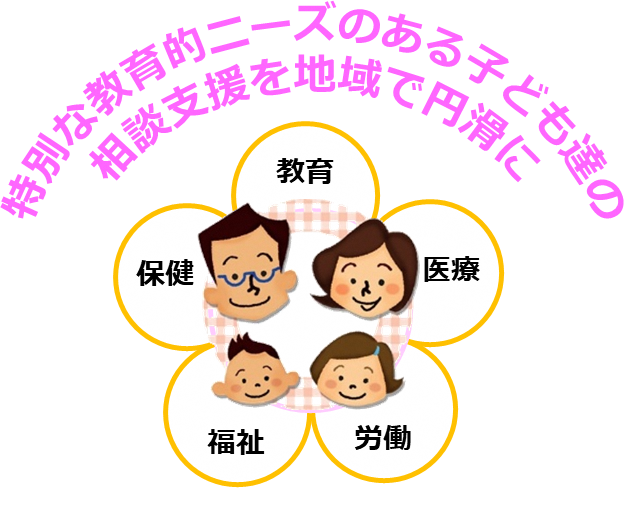 特別な教育的ニーズのある子ども達の
相談支援を地域で円滑に
教育
保健
医療
福祉
労働